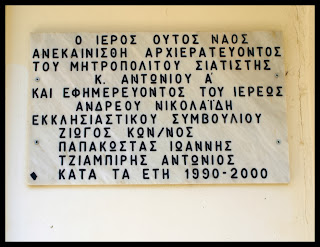 Ο ΙΕΡΟΣ ΟΥΤΟΣ ΝΑΟΣ
ΑΝΕΚΑΙΝΙΣΘΗ ΑΡΧΙΕΡΑΤΕΥΟΝΤΟΣ
ΤΟΥ ΜΗΤΡΟΠΟΛΙΤΟΥ ΣΙΑΤΙΣΤΗΣ
Κ. ΑΝΤΩΝΙΟΥ Α΄
ΚΑΙ ΕΦΗΜΕΡΕΥΟΝΤΟΣ ΤΟΥ ΙΕΡΕΩΣ
ΑΝΔΡΕΟΥ ΝΙΚΟΛΑΪΔΗ
ΕΚΚΛΗΣΙΑΣΤΙΚΟΥ ΣΥΜΒΟΥΛΙΟΥ
ΖΙΩΓΟΣ ΚΩΝ/ΝΟΣ
ΠΑΠΑΚΩΣΤΑΣ ΙΩΑΝΝΗΣ
ΤΖΙΑΜΠΙΡΗΣ ΑΝΤΩΝΙΟΣ
ΚΑΤΑ ΤΑ ΕΤΗ 1990-2000